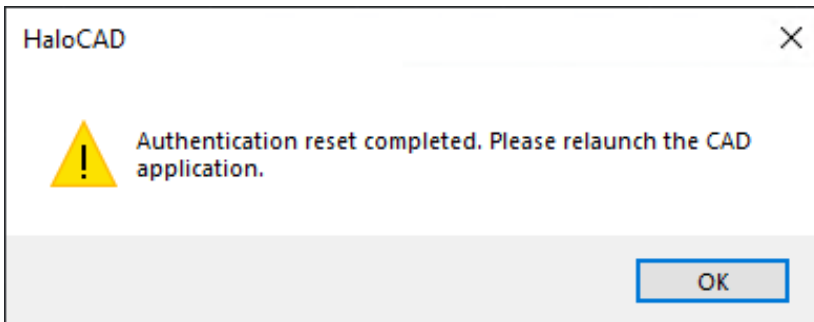 HaloCAD
Authentication reset completed. Please relaunch the CAD
application.
OK